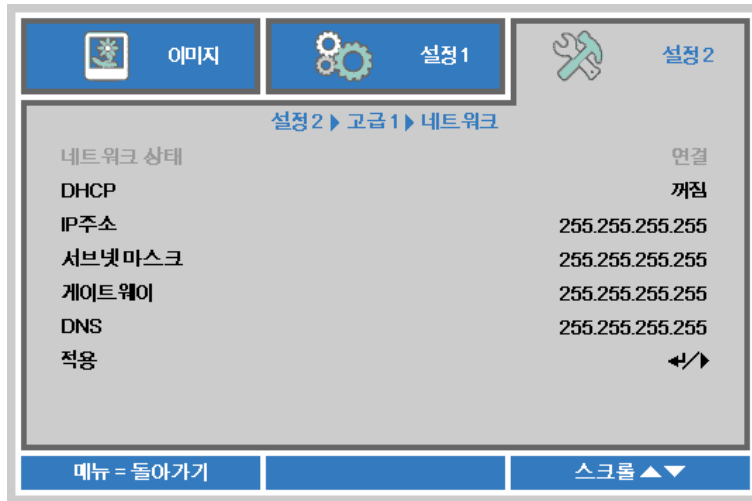 이미지 설정 1 설정 2
설정 2 ▶ 고급 1 ▶ 네트워크
네트워크 상태 연결
DHCP 꺼짐
IP주소 255.255.255.255
서브넷 마스크 255.255.255.255
게이트웨이 255.255.255.255
DNS 255.255.255.255
적용 ↵/▶
메뉴 = 돌아가기 스크롤 ▲▼